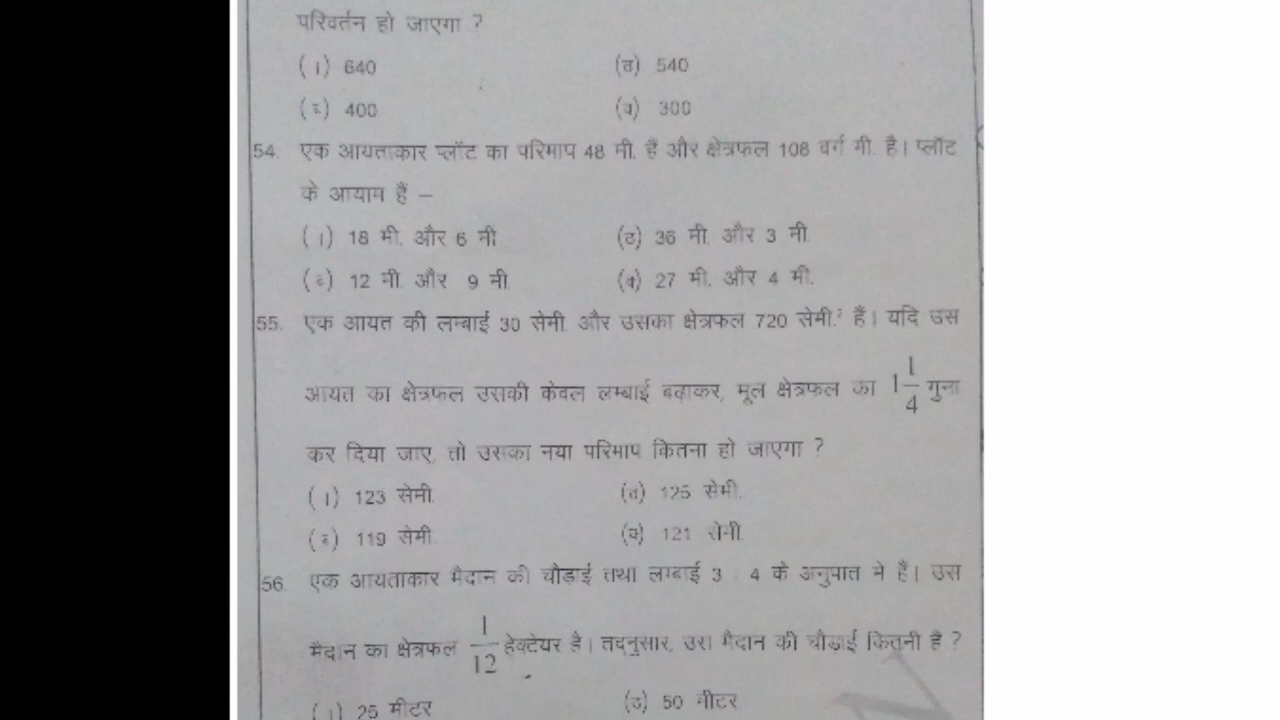 परिवर्तन हो जाएगा ?
(1) 640 (ब) 540
(स) 400 (द) 300
54. एक आयताकार प्लॉट का परिमाप 48 मी. हैं और क्षेत्रफल 108 वर्ग मी. है। प्लॉट
के आयाम हैं –
(1) 18 मी. और 6 मी (ब) 36 मी. और 3 मी.
(स) 12 मी. और 9 मी. (द) 27 मी. और 4 मी.
55. एक आयत की लम्बाई 30 सेमी. और उसका क्षेत्रफल 720 सेमी.² हैं। यदि उस
आयत का क्षेत्रफल उसकी केवल लम्बाई बढ़ाकर, मूल क्षेत्रफल का 1 1/4 गुना
कर दिया जाए, तो उसका नया परिमाप कितना हो जाएगा ?
(1) 123 सेमी. (ब) 125 सेमी.
(स) 119 सेमी. (द) 121 सेमी.
56. एक आयताकार मैदान की चौड़ाई तथा लम्बाई 3 : 4 के अनुपात मे हैं। उस
मैदान का क्षेत्रफल 1/12 हेक्टेयर है। तद्नुसार, उस मैदान की चौड़ाई कितनी है ?
(1) 25 मीटर (ब) 50 मीटर